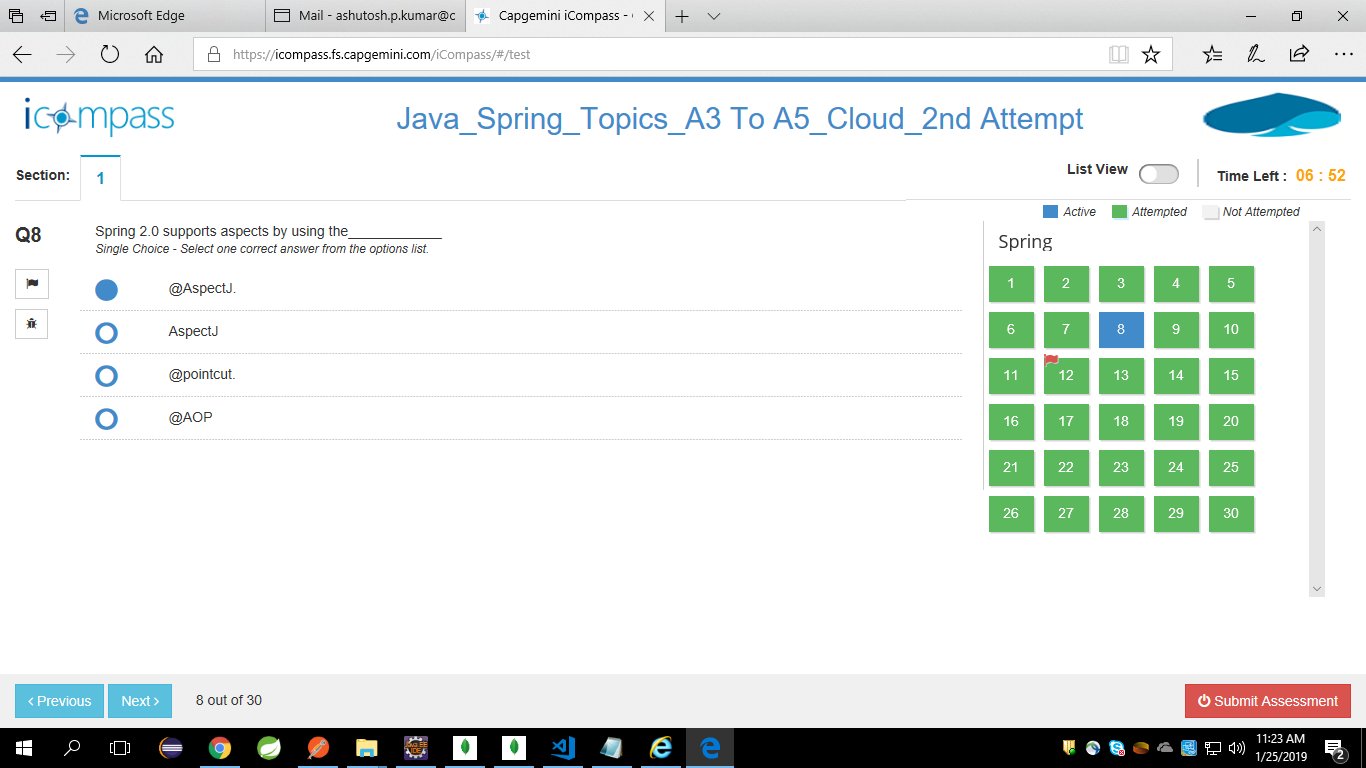 Microsoft Edge
Mail - ashutosh.p.kumar@c
Capgemini iCompass -
https://icompass.fs.capgemini.com/iCompass/#/test
icompass
Java_Spring_Topics_A3 To A5_Cloud_2nd Attempt
Section:
1
List View
Time Left : 06 : 52
Active Attempted Not Attempted
Q8
Spring 2.0 supports aspects by using the____________
Single Choice - Select one correct answer from the options list.
@AspectJ.
AspectJ
@pointcut.
@AOP
Spring
1 2 3 4 5
6 7 8 9 10
11 12 13 14 15
16 17 18 19 20
21 22 23 24 25
26 27 28 29 30
Previous
Next
8 out of 30
Submit Assessment
11:23 AM
1/25/2019
2